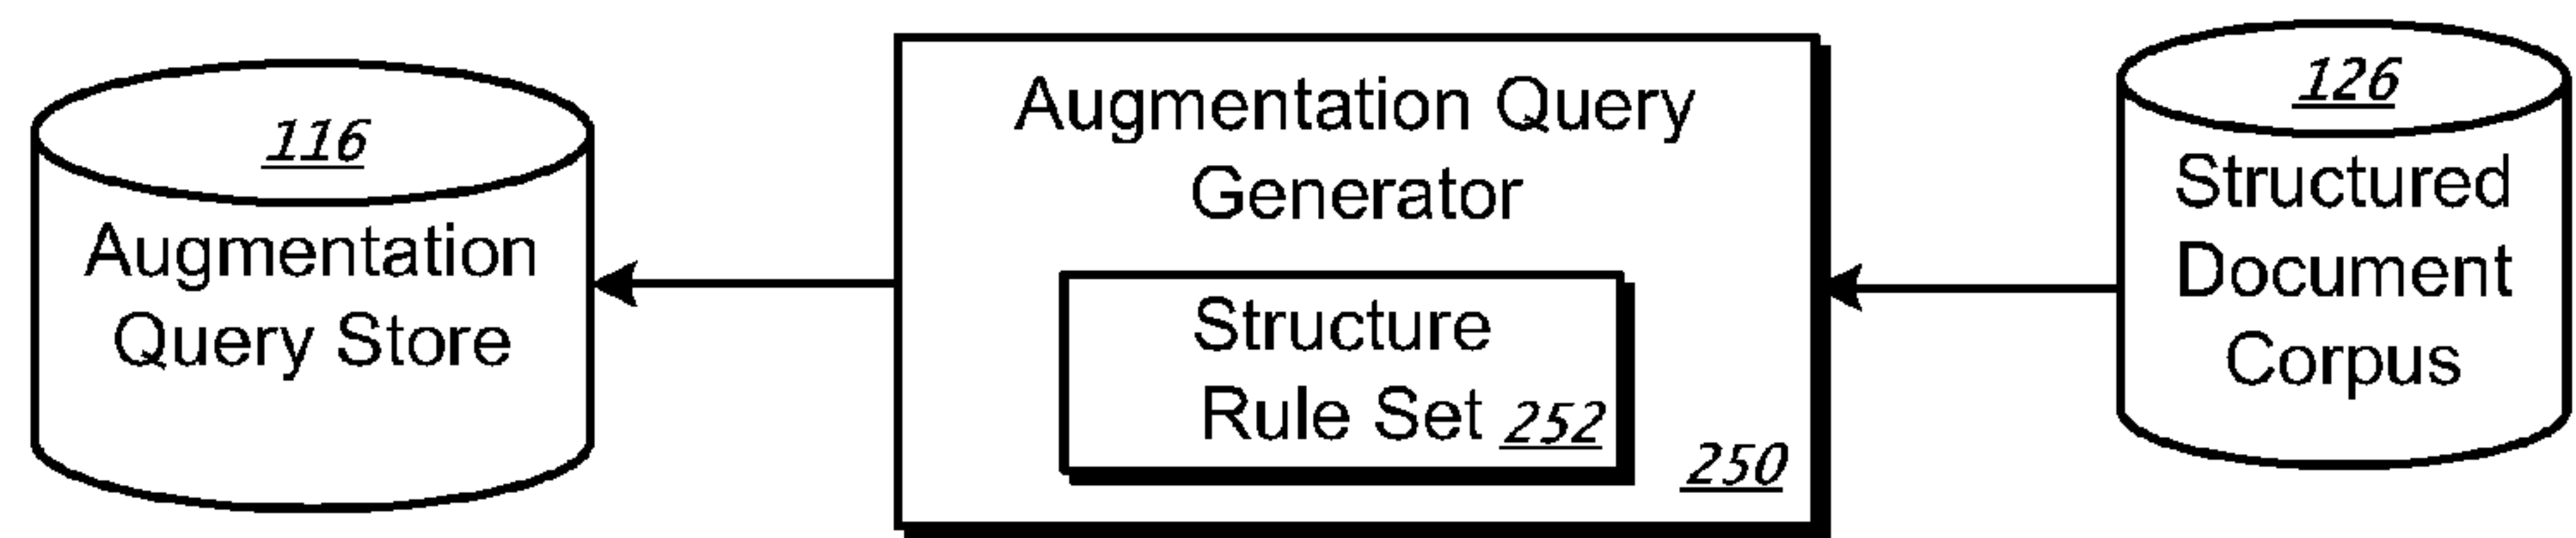 116
Augmentation
Query Store
Augmentation Query
Generator
Structure
Rule Set 252
250
126
Structured
Document
Corpus